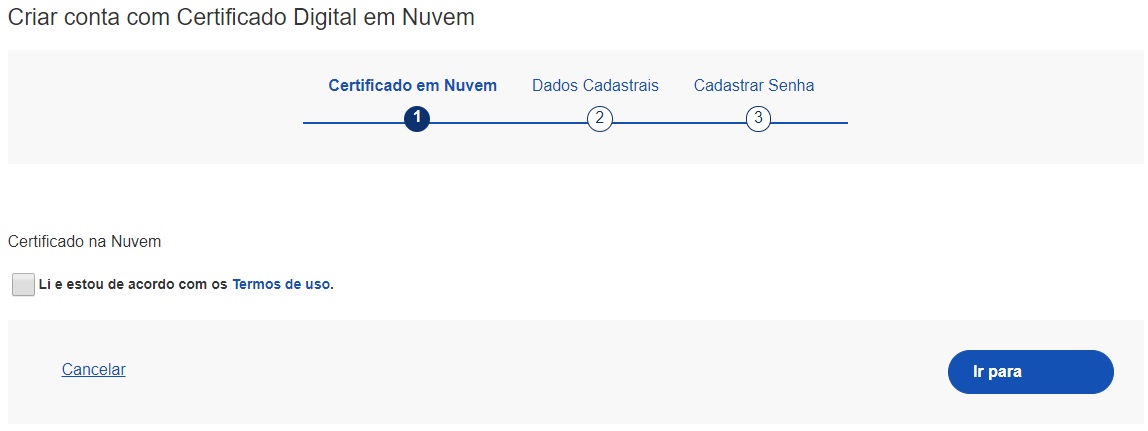 Criar conta com Certificado Digital em Nuvem
Certificado em Nuvem
Dados Cadastrais
Cadastrar Senha
1
2
3
Certificado na Nuvem
Li e estou de acordo com os Termos de uso.
Cancelar
Ir para